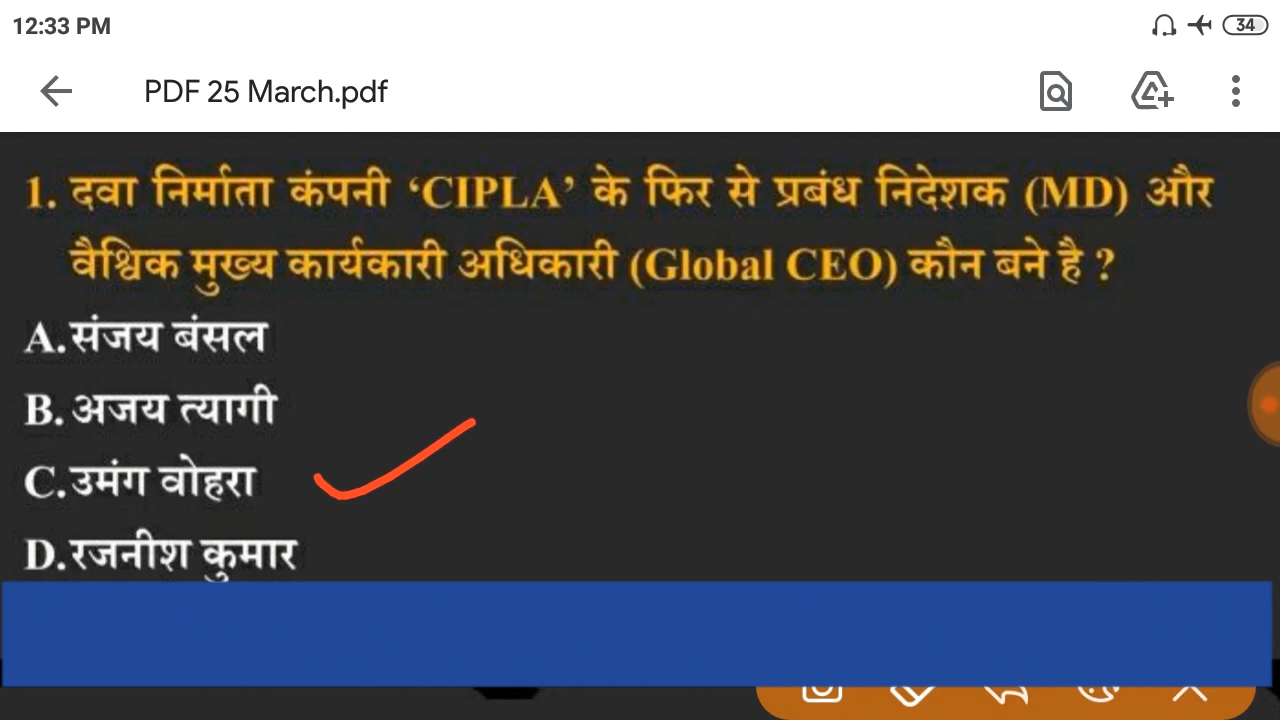 12:33 PM
34
PDF 25 March.pdf
1. दवा निर्माता कंपनी ‘CIPLA’ के फिर से प्रबंध निदेशक (MD) और
वैश्विक मुख्य कार्यकारी अधिकारी (Global CEO) कौन बने है ?
A. संजय बंसल
B. अजय त्यागी
C. उमंग वोहरा
D. रजनीश कुमार